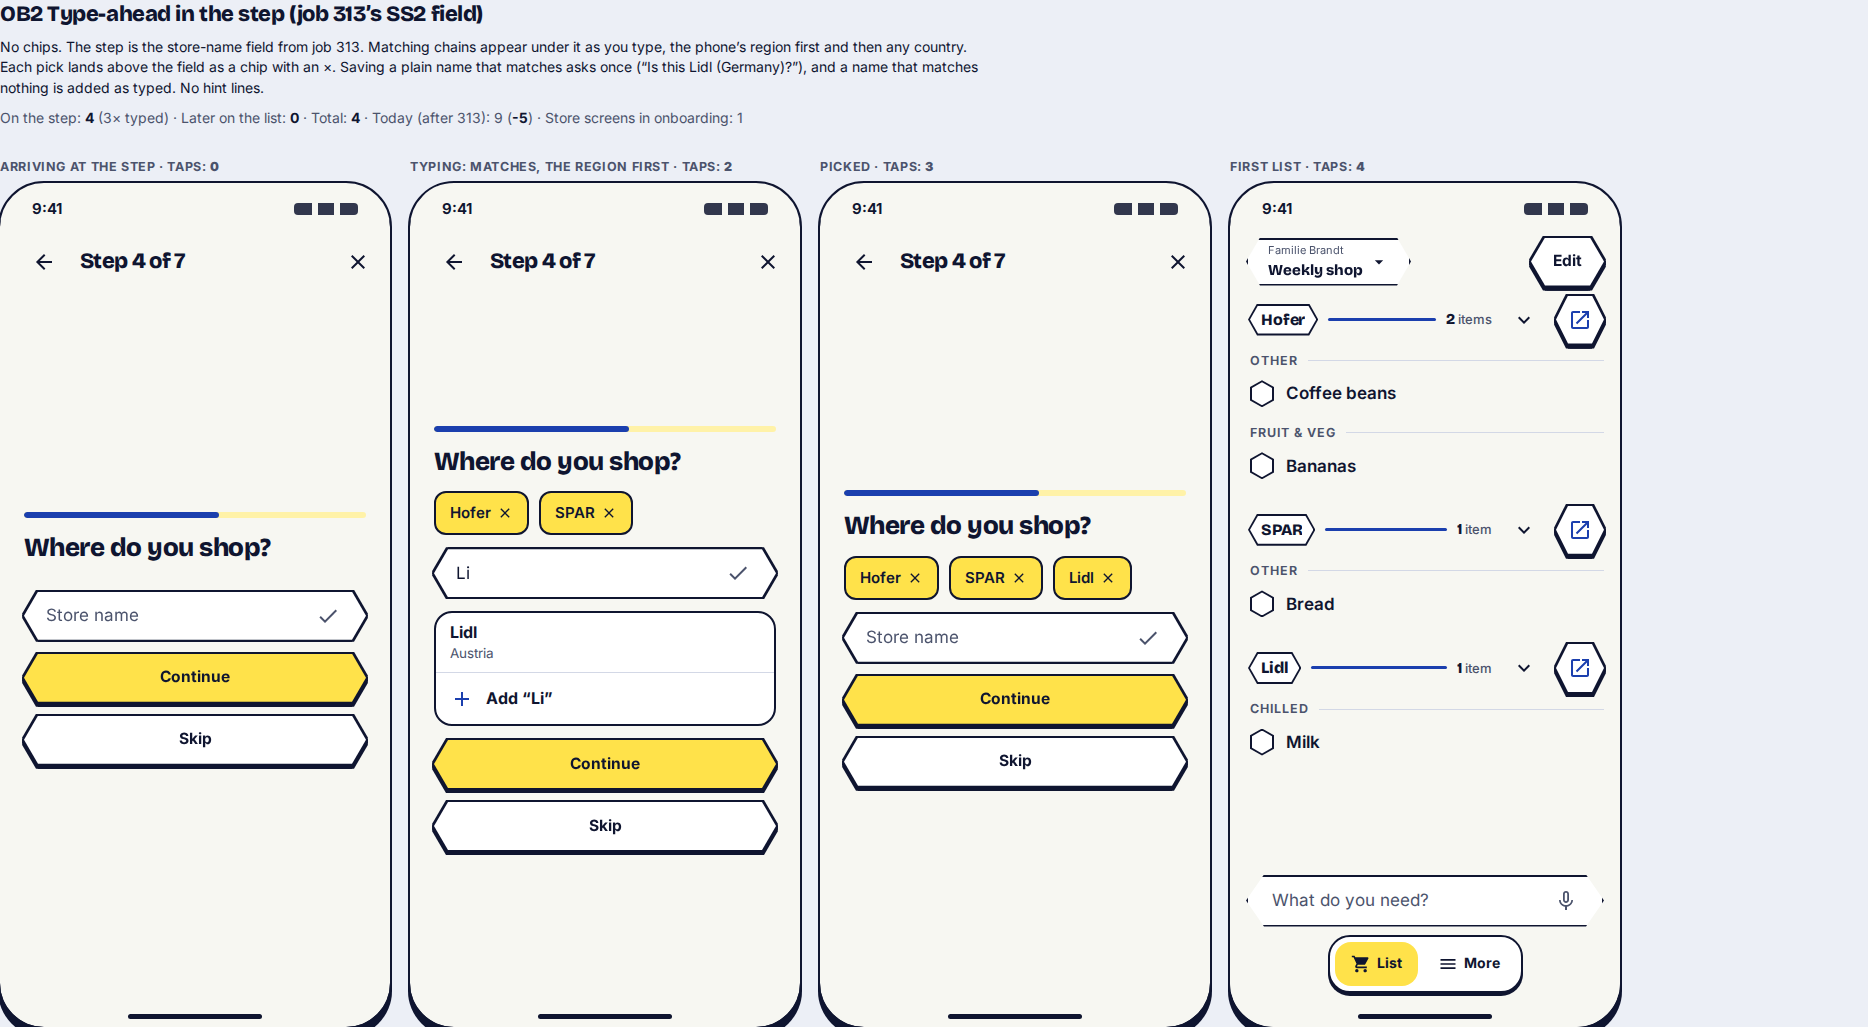 OB2 Type-ahead in the step (job 313's SS2 field)
No chips. The step is the store-name field from job 313. Matching chains appear under it as you type, the phone's region first and then any country.
Each pick lands above the field as a chip with an ×. Saving a plain name that matches asks once (“Is this Lidl (Germany)?”), and a name that matches
nothing is added as typed. No hint lines.
On the step: 4 (3× typed) · Later on the list: 0 · Total: 4 · Today (after 313): 9 (-5) · Store screens in onboarding: 1
ARRIVING AT THE STEP · TAPS: 0
9:41
Step 4 of 7
Where do you shop?
Store name
Continue
Skip
TYPING: MATCHES, THE REGION FIRST · TAPS: 2
9:41
Step 4 of 7
Where do you shop?
Hofer × SPAR ×
Li
Lidl
Austria
+ Add “Li”
Continue
Skip
PICKED · TAPS: 3
9:41
Step 4 of 7
Where do you shop?
Hofer × SPAR × Lidl ×
Store name
Continue
Skip
FIRST LIST · TAPS: 4
9:41
Familie Brandt
Weekly shop
Edit
Hofer 2 items
OTHER
Coffee beans
FRUIT & VEG
Bananas
SPAR 1 item
OTHER
Bread
Lidl 1 item
CHILLED
Milk
What do you need?
List More